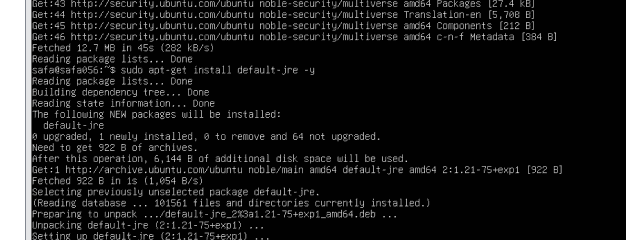 Get:43 http://security.ubuntu.com/ubuntu noble-security/multiverse amd64 Packages [27.4 kB]
Get:44 http://security.ubuntu.com/ubuntu noble-security/multiverse Translation-en [5,708 B]
Get:45 http://security.ubuntu.com/ubuntu noble-security/multiverse amd64 Components [212 B]
Get:46 http://security.ubuntu.com/ubuntu noble-security/multiverse amd64 c-n-f Metadata [384 B]
Fetched 12.7 MB in 45s (282 kB/s)
Reading package lists... Done
safa@safa056:~$ sudo apt-get install default-jre -y
Reading package lists... Done
Building dependency tree... Done
Reading state information... Done
The following NEW packages will be installed:
  default-jre
0 upgraded, 1 newly installed, 0 to remove and 64 not upgraded.
Need to get 922 B of archives.
After this operation, 6,144 B of additional disk space will be used.
Get:1 http://archive.ubuntu.com/ubuntu noble/main amd64 default-jre amd64 2:1.21-75+exp1 [922 B]
Fetched 922 B in 1s (1,054 B/s)
Selecting previously unselected package default-jre.
(Reading database ... 101561 files and directories currently installed.)
Preparing to unpack .../default-jre_2%3a1.21-75+exp1_amd64.deb ...
Unpacking default-jre (2:1.21-75+exp1) ...
Setting up default-jre (2:1.21-75+exp1) ...